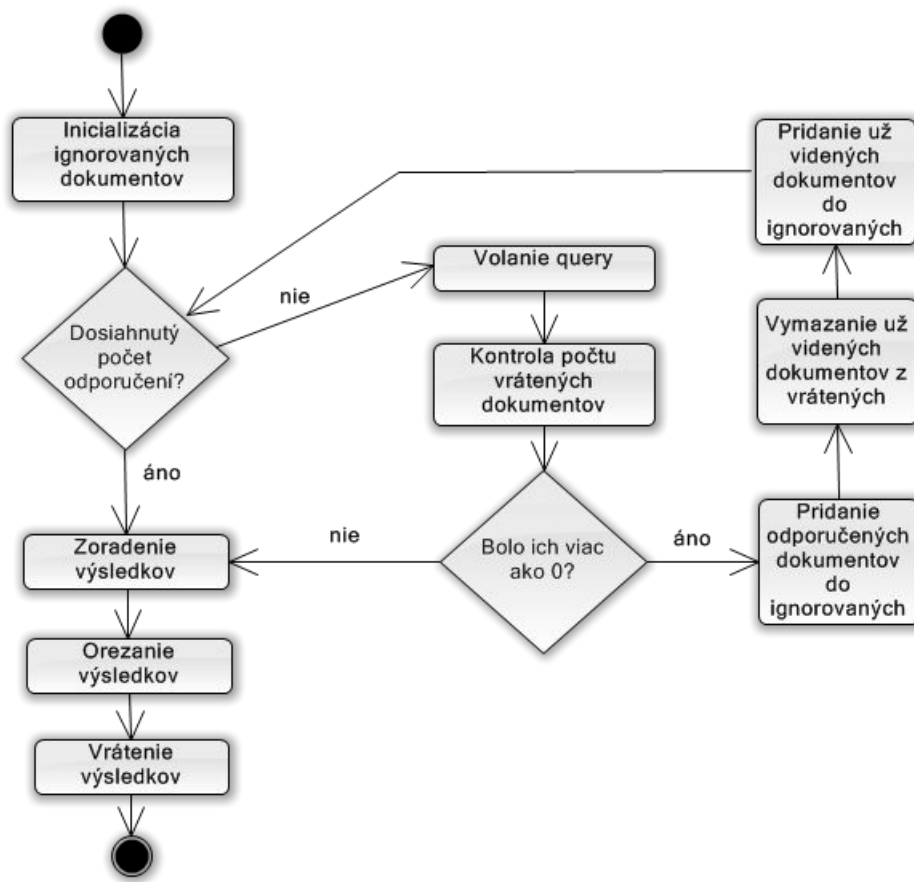 Inicializácia
ignorovaných
dokumentov
Dosiahnutý
počet
odporučení?
nie
áno
Volanie query
Kontrola počtu
vrátených
dokumentov
Bolo ich viac
ako 0?
nie
áno
Pridanie odporučených
dokumentov
do
ignorovaných
Vymazanie už
videných
dokumentov z
vrátených
Pridanie už
videných
dokumentov
do
ignorovaných
Zoradenie
výsledkov
Orezanie
výsledkov
Vrátenie
výsledkov